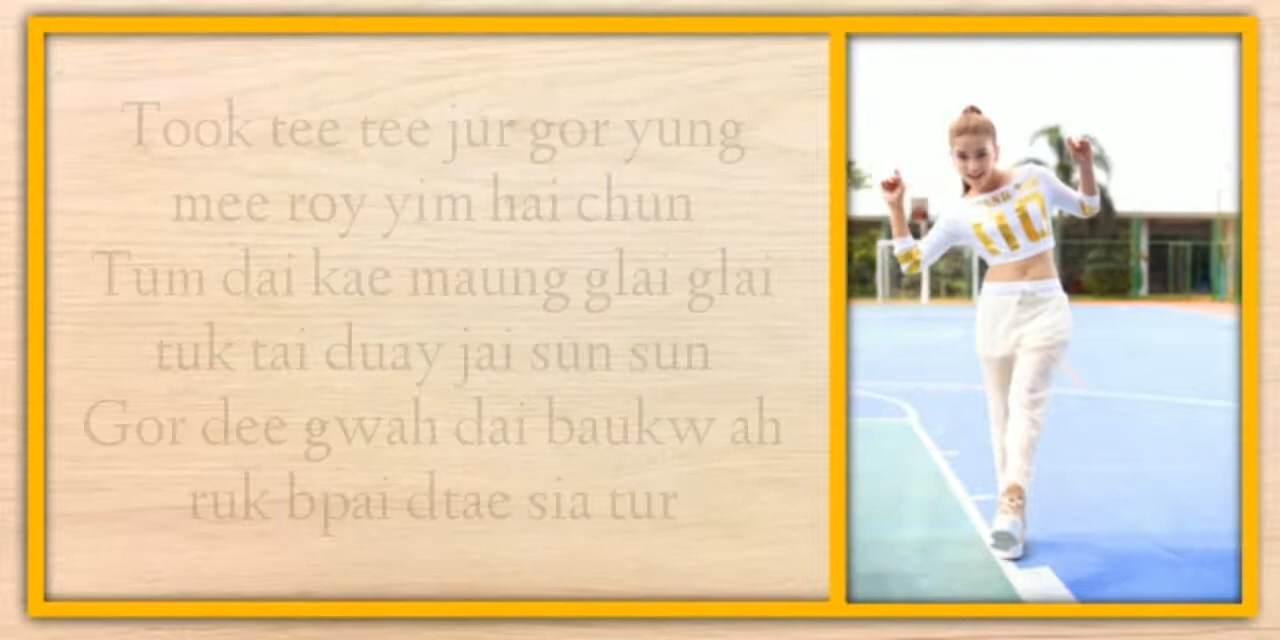 Took tee tee jur gor yung
mee roy yim hai chun
Tum dai kae maung glai glai
tuk tai duay jai sun sun
Gor dee gwah dai baukw ah
ruk bpai dtae sia tur
110